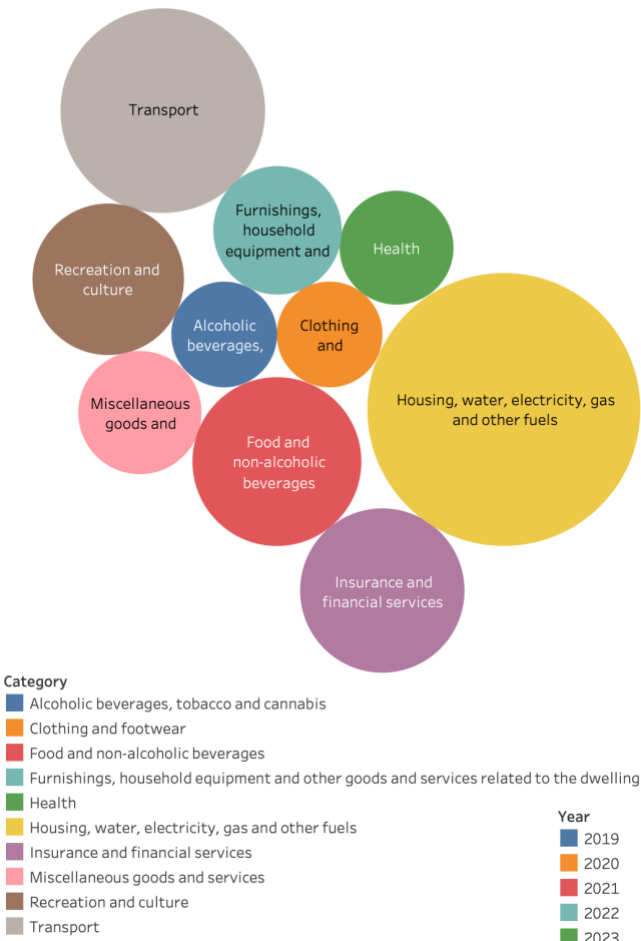 Transport
Furnishings,
household
equipment and
Health
Recreation and
culture
Alcoholic
beverages,
Clothing
and
Miscellaneous
goods and
Housing, water, electricity, gas
and other fuels
Food and
non-alcoholic
beverages
Insurance and
financial services
Category
Alcoholic beverages, tobacco and cannabis
Clothing and footwear
Food and non-alcoholic beverages
Furnishings, household equipment and other goods and services related to the dwelling
Health
Housing, water, electricity, gas and other fuels
Insurance and financial services
Miscellaneous goods and services
Recreation and culture
Transport
Year
2019
2020
2021
2022
2023